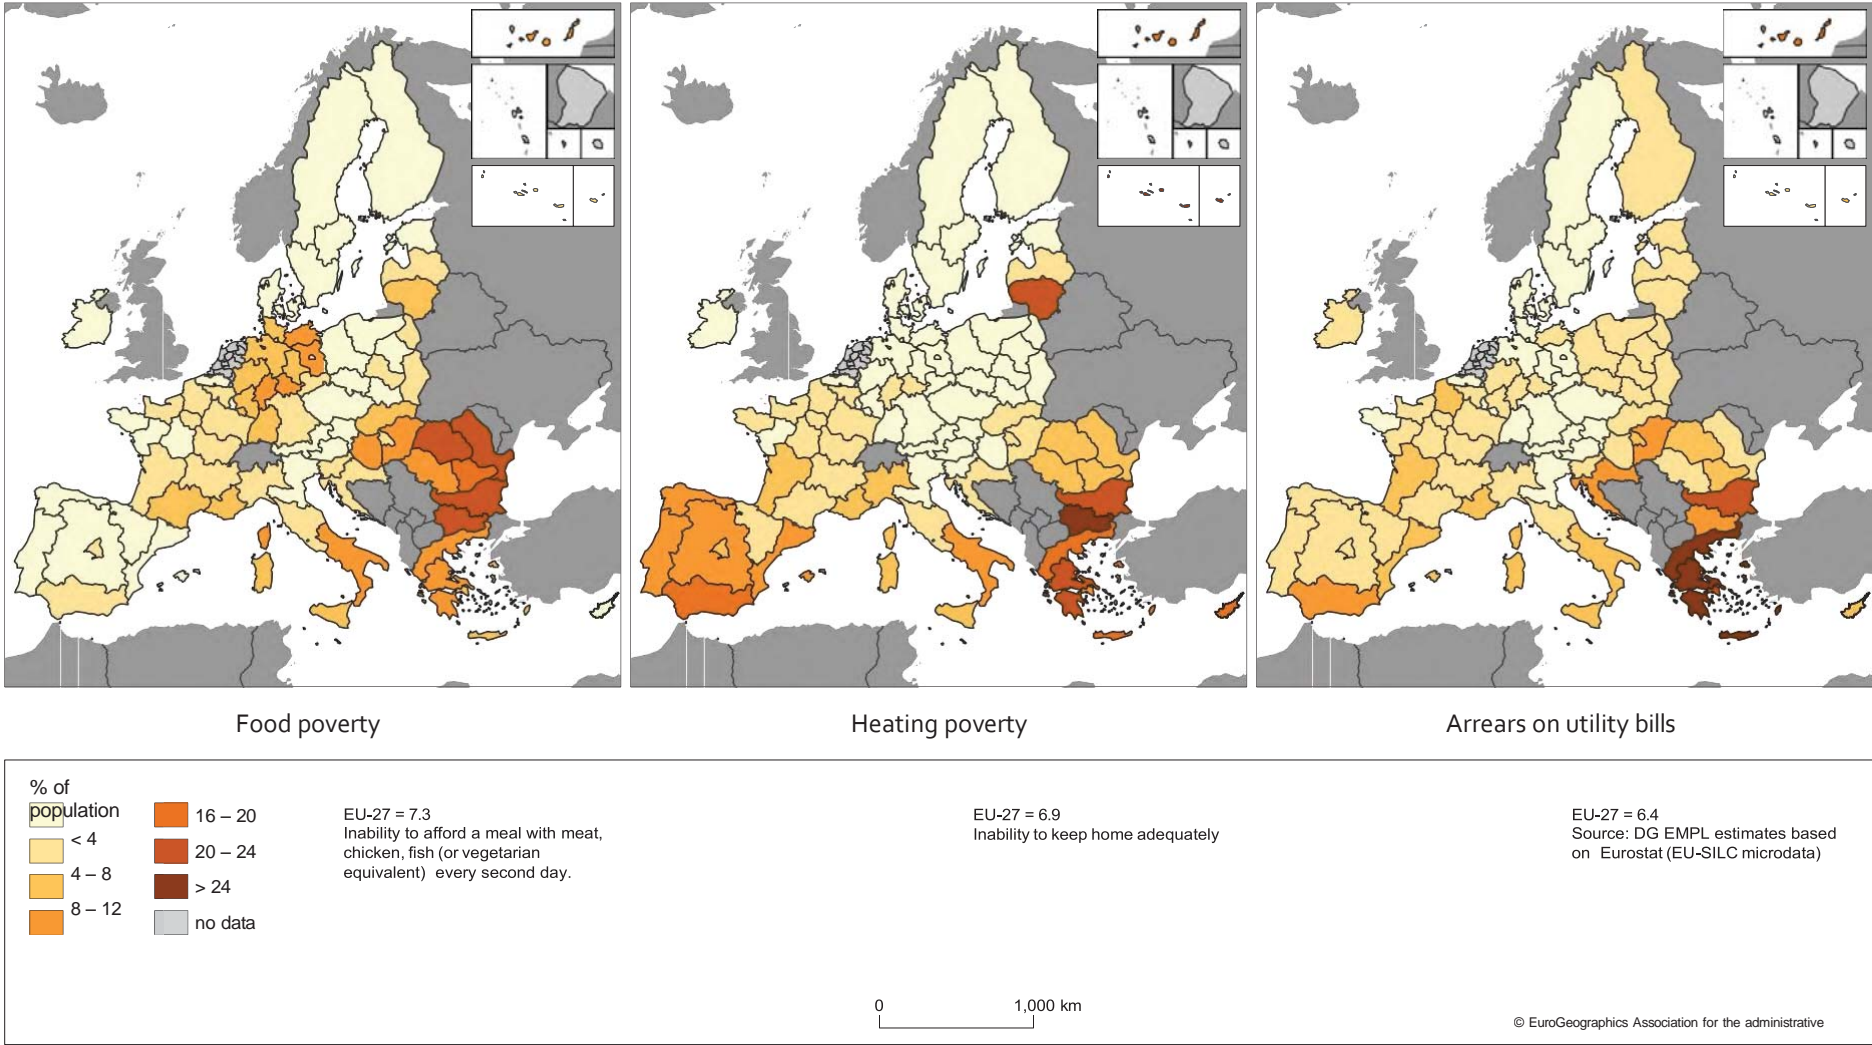 Food poverty
Heating poverty
Arrears on utility bills
% of
population
< 4
4 – 8
8 – 12
16 – 20
20 – 24
> 24
no data
EU-27 = 7.3
Inability to afford a meal with meat,
chicken, fish (or vegetarian
equivalent) every second day.
EU-27 = 6.9
Inability to keep home adequately
EU-27 = 6.4
Source: DG EMPL estimates based
on Eurostat (EU-SILC microdata)
0
1,000 km
© EuroGeographics Association for the administrative